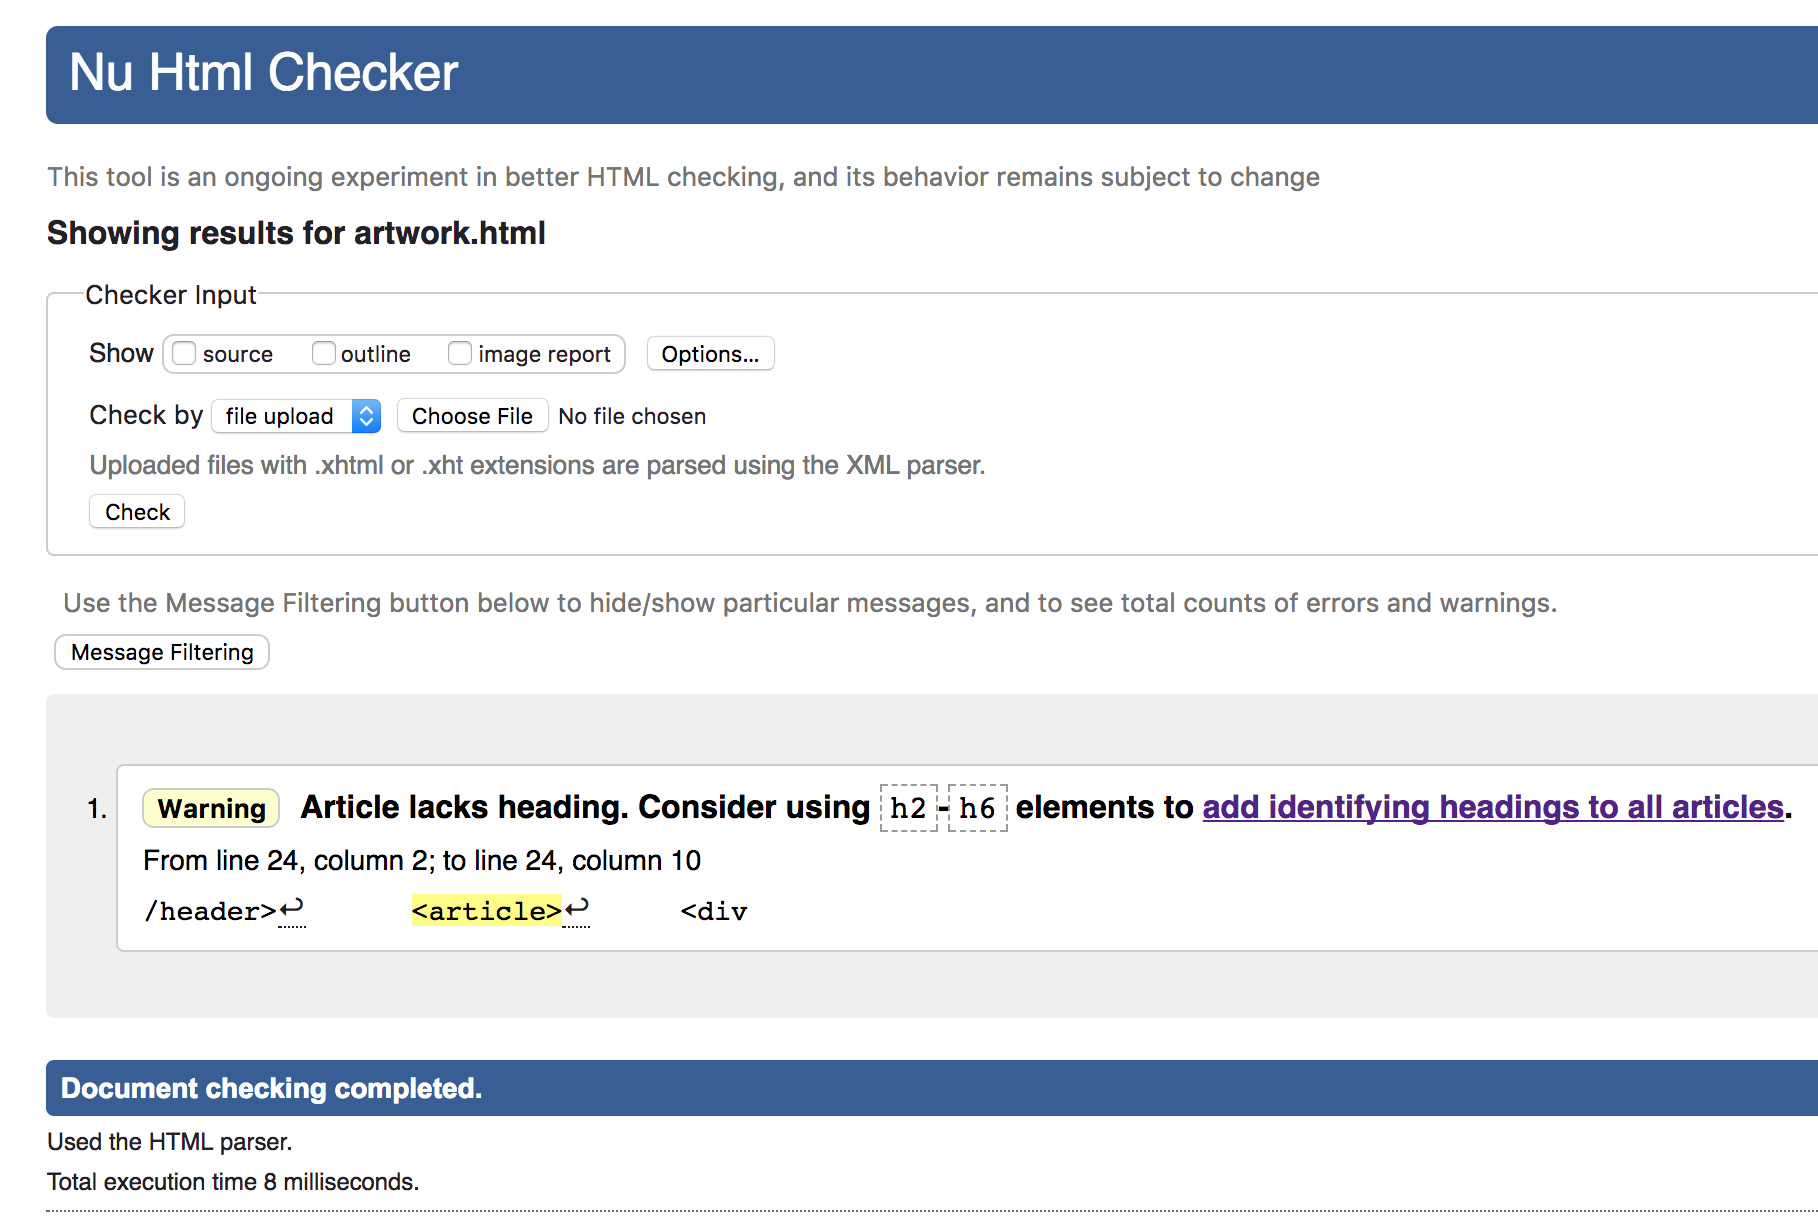 Nu Html Checker
This tool is an ongoing experiment in better HTML checking, and its behavior remains subject to change
Showing results for artwork.html
Checker Input
Show source outline image report Options...
Check by file upload Choose File No file chosen
Uploaded files with .xhtml or .xht extensions are parsed using the XML parser.
Check
Use the Message Filtering button below to hide/show particular messages, and to see total counts of errors and warnings.
Message Filtering
1. Warning Article lacks heading. Consider using h2-h6 elements to add identifying headings to all articles.
From line 24, column 2; to line 24, column 10
/header>↩ <article>↩ <div
Document checking completed.
Used the HTML parser.
Total execution time 8 milliseconds.